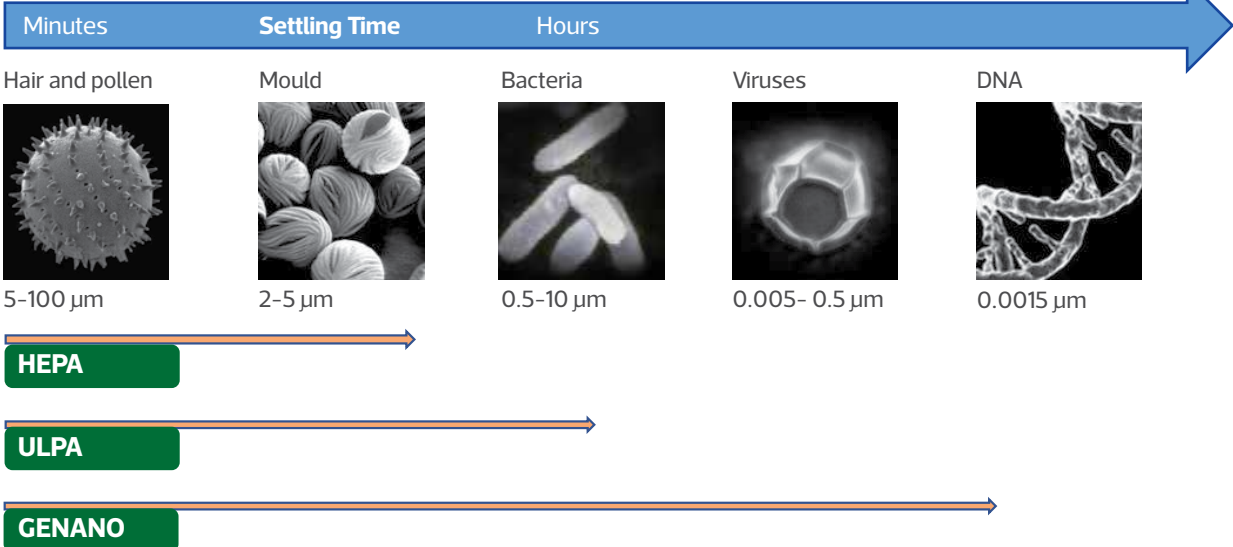 Minutes Settling Time Hours
Hair and pollen Mould Bacteria Viruses DNA
5-100 µm 2-5 µm 0.5-10 µm 0.005- 0.5 µm 0.0015 µm
HEPA
ULPA
GENANO